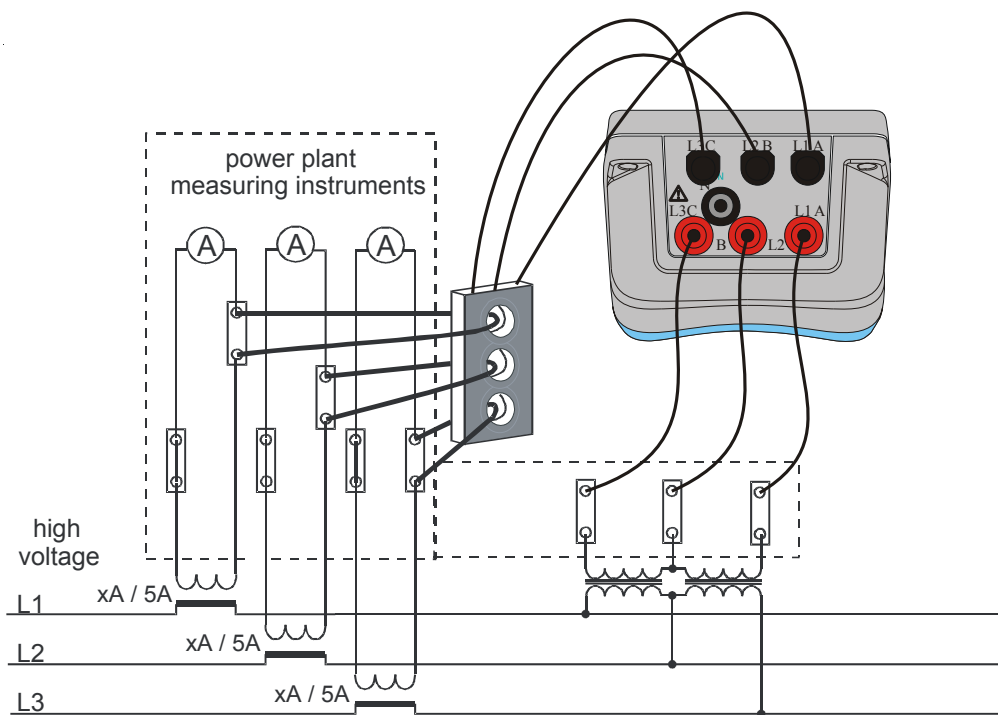 L3C L2 B L1 A
power plant
measuring instruments
N
N
L3C L1 A
B L2
A A A
high
voltage
xA / 5A
L1
xA / 5A
L2
xA / 5A
L3